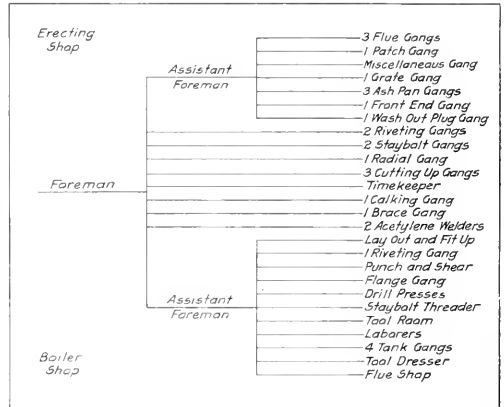 Erecting
Shop
3 Flue Gangs
1 Patch Gang
Miscellaneous Gang
Assistant
Foreman
1 Grate Gang
3 Ash Pan Gangs
1 Front End Gang
1 Wash Out Plug Gang
2 Riveting Gangs
2 Staybolt Gangs
1 Radial Gang
3 Cutting Up Gangs
Foreman
Timekeeper
1 Calking Gang
1 Brace Gang
2 Acetylene Welders
Lay Out and Fit Up
1 Riveting Gang
Punch and Shear
Flange Gang
Assistant
Foreman
Drill Presses
Staybolt Threader
Tool Room
Laborers
4 Tank Gangs
Tool Dresser
Flue Shop
Boiler
Shop